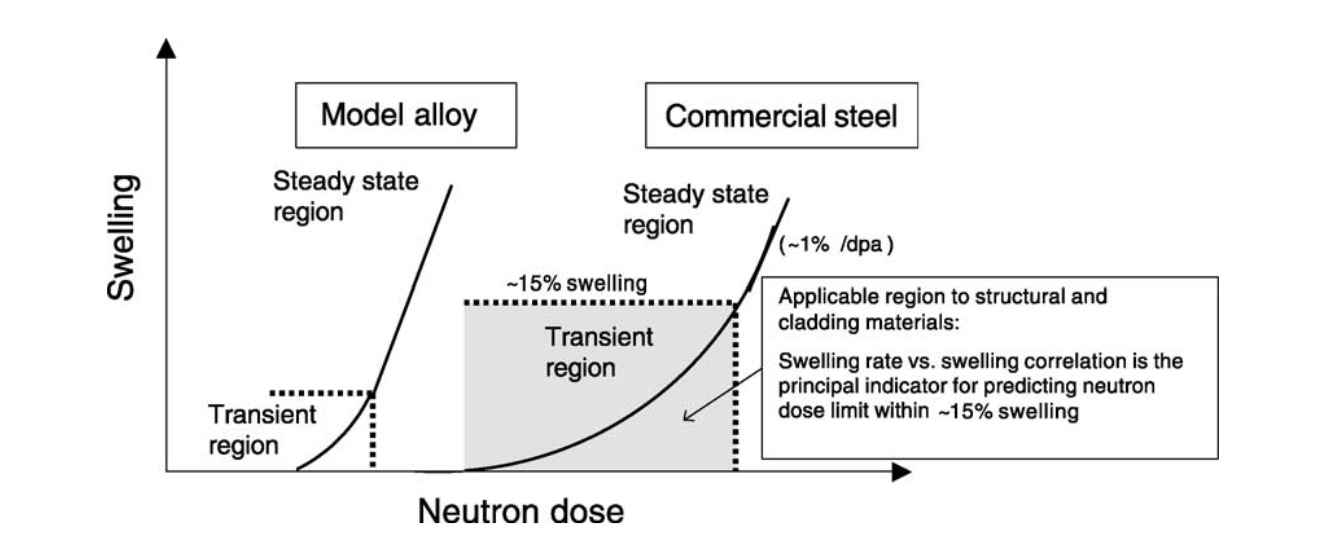 Model alloy
Commercial steel
Steady state
region
Steady state
region
(~1% /dpa )
~15% swelling
Applicable region to structural and
cladding materials:
Swelling rate vs. swelling correlation is the
principal indicator for predicting neutron
dose limit within ~15% swelling
Transient
region
Transient
region
Swelling
Neutron dose